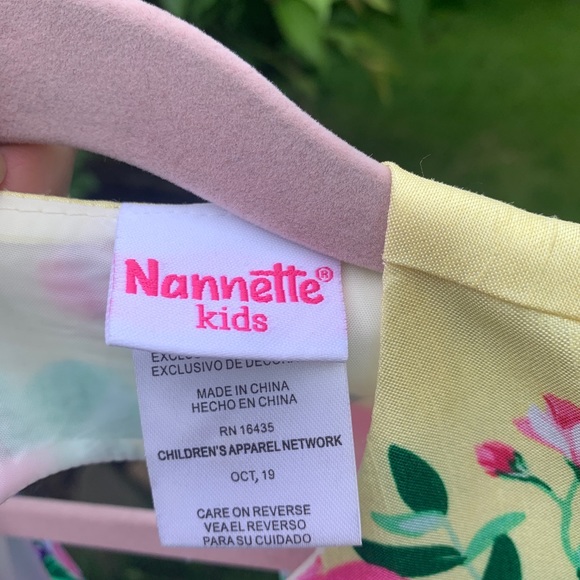 Nannette®
kids
EXCLUSIVO DE DECOR
MADE IN CHINA
HECHO EN CHINA
RN 16435
CHILDREN'S APPAREL NETWORK
OCT, 19
CARE ON REVERSE
VEA EL REVERSO
PARA SU CUIDADO